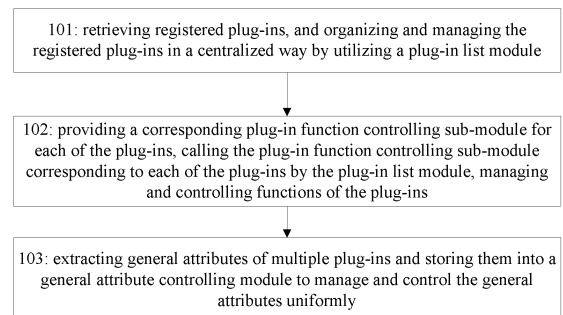 101: retrieving registered plug-ins, and organizing and managing the
registered plug-ins in a centralized way by utilizing a plug-in list module
102: providing a corresponding plug-in function controlling sub-module for
each of the plug-ins, calling the plug-in function controlling sub-module
corresponding to each of the plug-ins by the plug-in list module, managing
and controlling functions of the plug-ins
103: extracting general attributes of multiple plug-ins and storing them into a
general attribute controlling module to manage and control the general
attributes uniformly